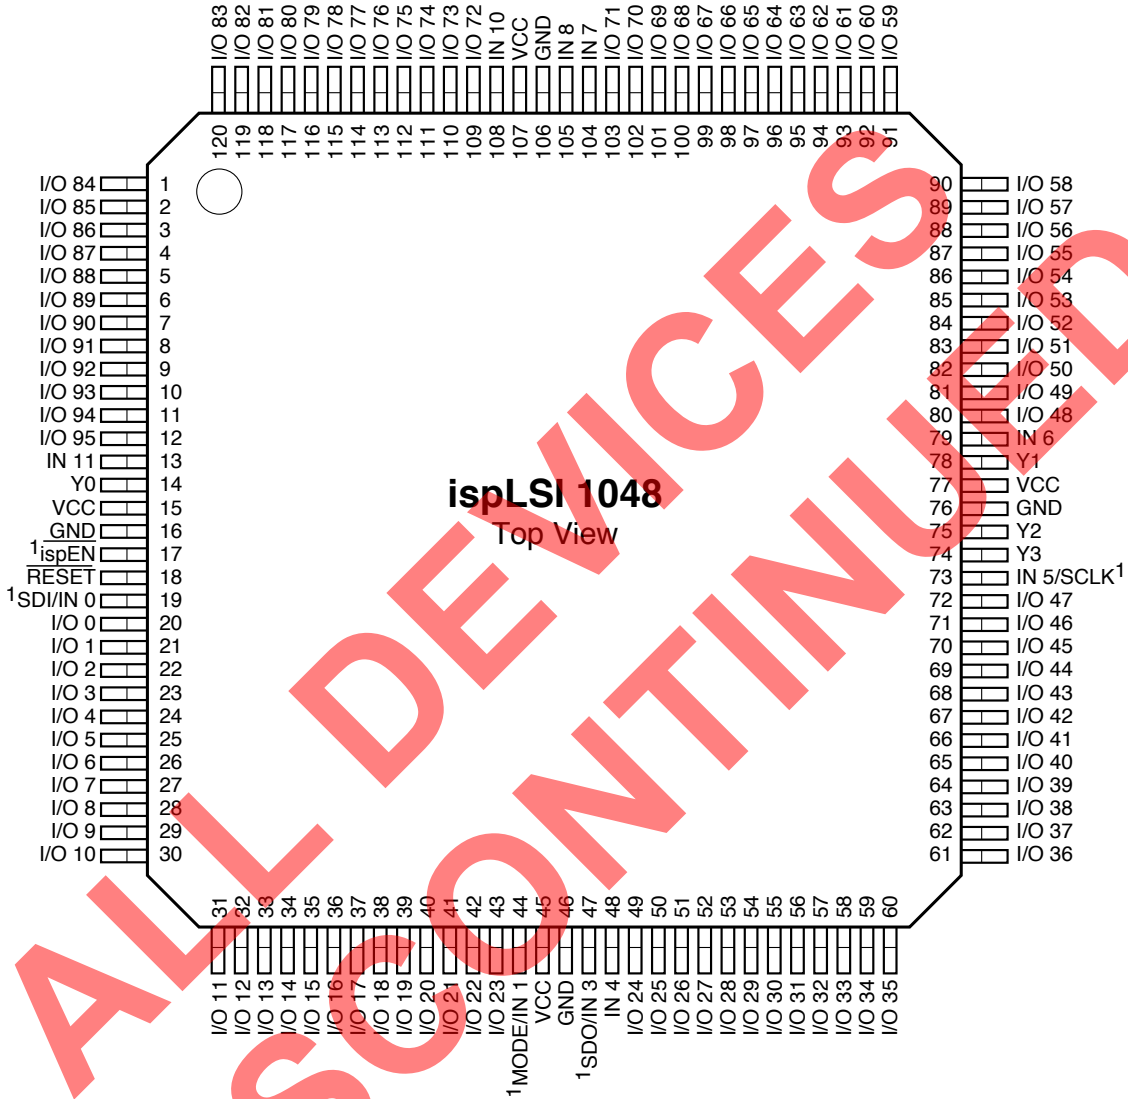 I/O 83
I/O 82
I/O 81
I/O 80
I/O 79
I/O 78
I/O 77
I/O 76
I/O 75
I/O 74
I/O 73
I/O 72
IN 10
VCC
GND
IN 8
IN 7
I/O 71
I/O 70
I/O 69
I/O 68
I/O 67
I/O 66
I/O 65
I/O 64
I/O 63
I/O 62
I/O 61
I/O 60
I/O 59
120
119
118
117
116
115
114
113
112
111
110
109
108
107
106
105
104
103
102
101
100
99
98
97
96
95
94
93
92
91
I/O 84 1
I/O 85 2
I/O 86 3
I/O 87 4
I/O 88 5
I/O 89 6
I/O 90 7
I/O 91 8
I/O 92 9
I/O 93 10
I/O 94 11
I/O 95 12
IN 11 13
Y0 14
VCC 15
GND 16
1ispEN 17
RESET 18
1SDI/IN 0 19
I/O 0 20
I/O 1 21
I/O 2 22
I/O 3 23
I/O 4 24
I/O 5 25
I/O 6 26
I/O 7 27
I/O 8 28
I/O 9 29
I/O 10 30
ispLSI 1048
Top View
90 I/O 58
89 I/O 57
88 I/O 56
87 I/O 55
86 I/O 54
85 I/O 53
84 I/O 52
83 I/O 51
82 I/O 50
81 I/O 49
80 I/O 48
79 IN 6
78 Y1
77 VCC
76 GND
75 Y2
74 Y3
73 IN 5/SCLK1
72 I/O 47
71 I/O 46
70 I/O 45
69 I/O 44
68 I/O 43
67 I/O 42
66 I/O 41
65 I/O 40
64 I/O 39
63 I/O 38
62 I/O 37
61 I/O 36
31
32
33
34
35
36
37
38
39
40
41
42
43
44
45
46
47
48
49
50
51
52
53
54
55
56
57
58
59
60
I/O 11
I/O 12
I/O 13
I/O 14
I/O 15
I/O 16
I/O 17
I/O 18
I/O 19
I/O 20
I/O 21
I/O 22
I/O 23
1MODE/IN 1
VCC
GND
1SDO/IN 3
IN 4
I/O 24
I/O 25
I/O 26
I/O 27
I/O 28
I/O 29
I/O 30
I/O 31
I/O 32
I/O 33
I/O 34
I/O 35
ALL DEVICES
SCONTINUED